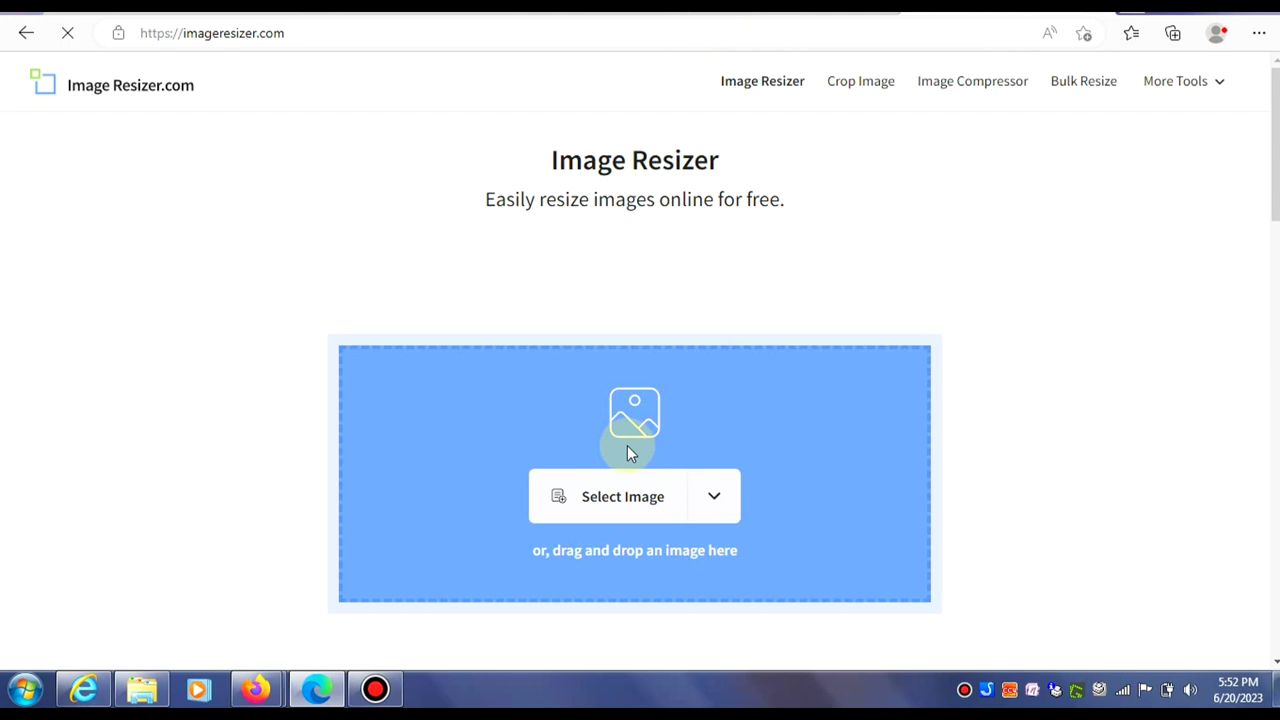 https://imageresizer.com
Image Resizer.com
Image Resizer
Crop Image
Image Compressor
Bulk Resize
More Tools
Image Resizer
Easily resize images online for free.
Select Image
or, drag and drop an image here
5:52 PM
6/20/2023